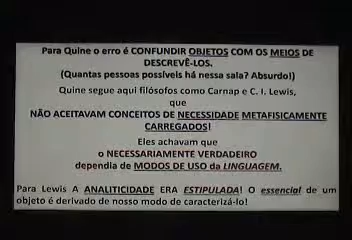 Para Quine o erro é CONFUNDIR OBJETOS COM OS MEIOS DE
DESCREVÊ-LOS.
(Quantas pessoas possíveis há nessa sala? Absurdo!)
Quine segue aqui filósofos como Carnap e C. I. Lewis,
que
NÃO ACEITAVAM CONCEITOS DE NECESSIDADE METAFISICAMENTE
CARREGADOS!
Eles achavam que
o NECESSARIAMENTE VERDADEIRO
dependia de MODOS DE USO da LINGUAGEM.
Para Lewis A ANALITICIDADE ERA ESTIPULADA! O essencial de um
objeto é derivado de nosso modo de caracterizá-lo!